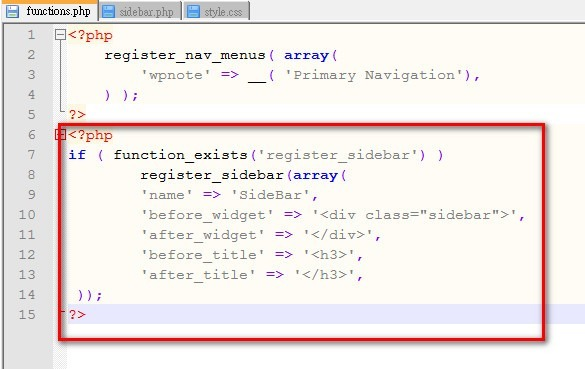 functions.php sidebar.php style.css
1 <?php
2 register_nav_menus( array(
3 'wpnote' => __( 'Primary Navigation'),
4 ) );
5 ?>
6 <?php
7 if ( function_exists('register_sidebar') )
8 register_sidebar(array(
9 'name' => 'SideBar',
10 'before_widget' => '<div class="sidebar">',
11 'after_widget' => '</div>',
12 'before_title' => '<h3>',
13 'after_title' => '</h3>',
14 ));
15 ?>